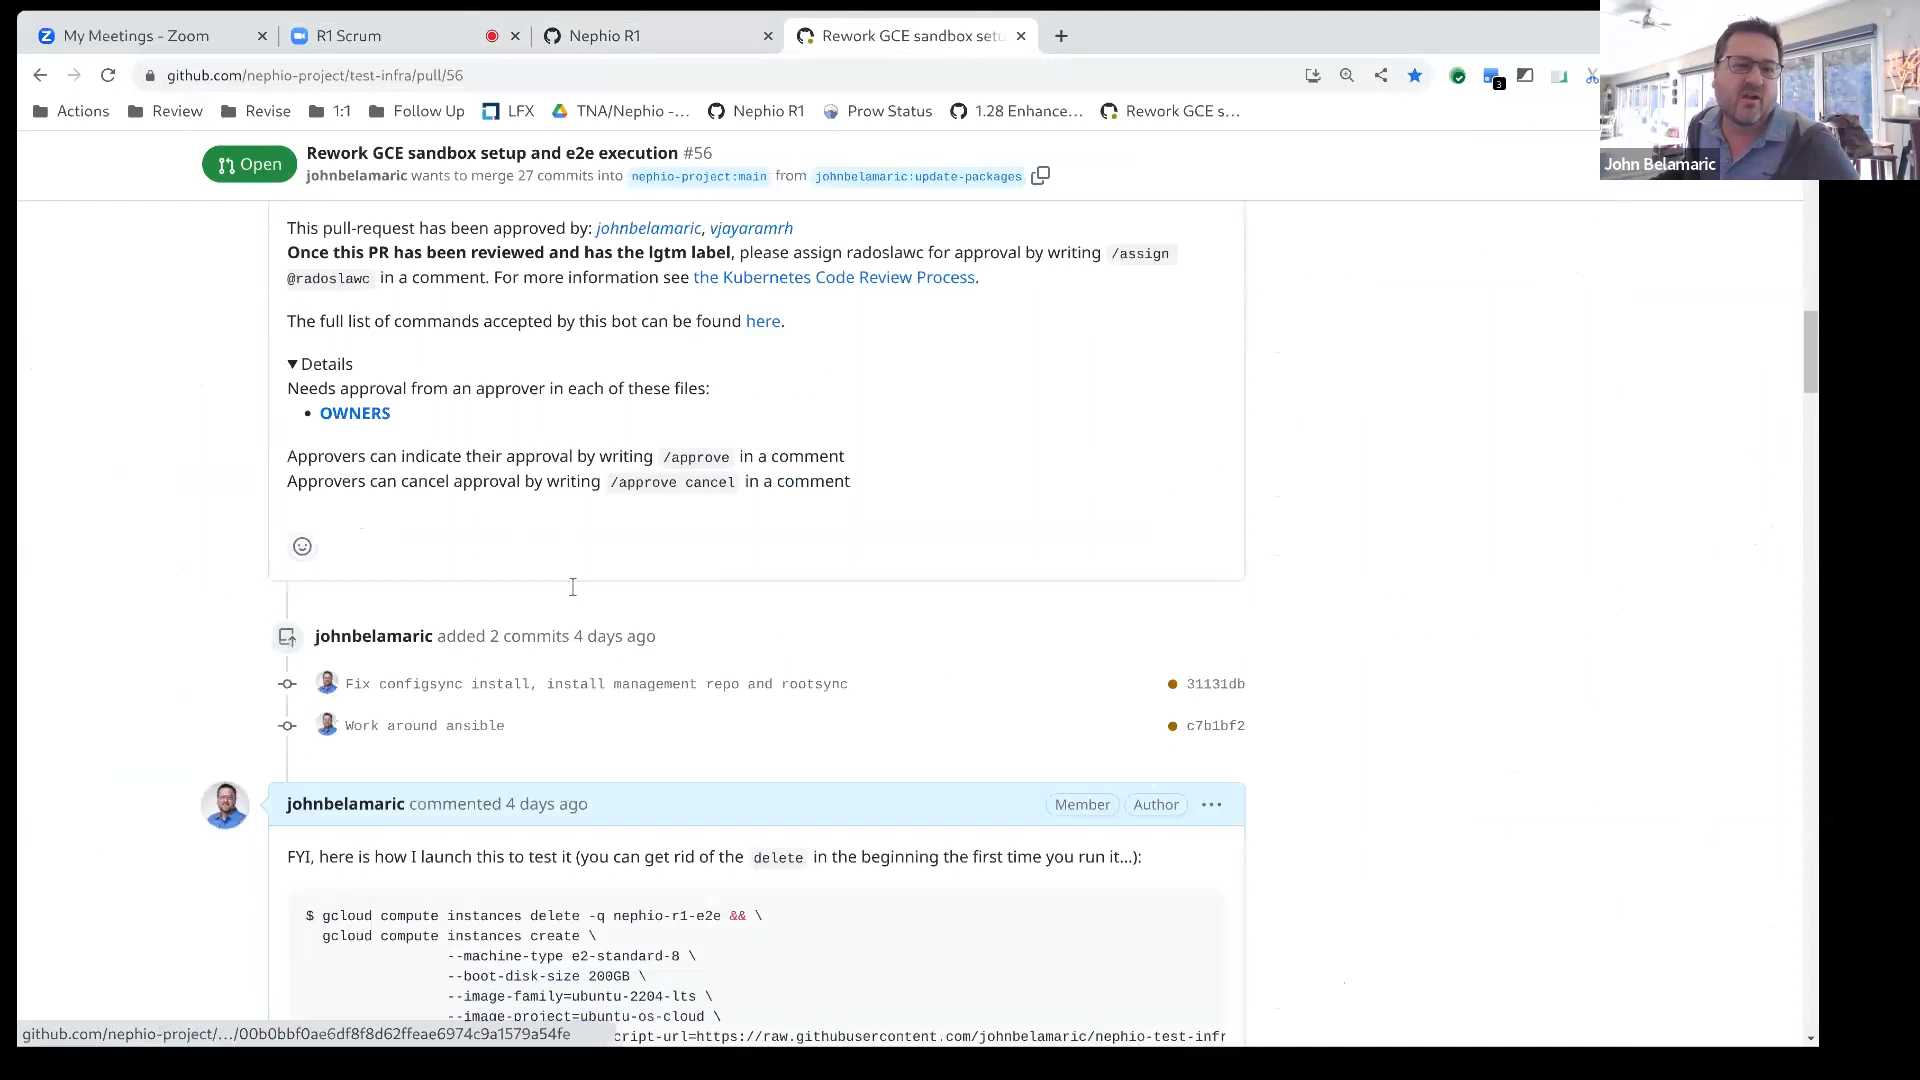 My Meetings - Zoom
R1 Scrum
Nephio R1
Rework GCE sandbox setu
github.com/nephio-project/test-infra/pull/56
3
Actions
Review
Revise
1:1
Follow Up
LFX
TNA/Nephio -...
Nephio R1
Prow Status
1.28 Enhance...
Rework GCE s...
John Belamaric
Open
Rework GCE sandbox setup and e2e execution #56
johnbelamaric wants to merge 27 commits into nephio-project:main from johnbelamaric:update-packages
This pull-request has been approved by: johnbelamaric, vjayaramrh
Once this PR has been reviewed and has the lgtm label, please assign radoslawc for approval by writing /assign
@radoslawc in a comment. For more information see the Kubernetes Code Review Process.
The full list of commands accepted by this bot can be found here.
Details
Needs approval from an approver in each of these files:
OWNERS
Approvers can indicate their approval by writing /approve in a comment
Approvers can cancel approval by writing /approve cancel in a comment
johnbelamaric added 2 commits 4 days ago
Fix configsync install, install management repo and rootsync 31131db
Work around ansible c7b1bf2
johnbelamaric commented 4 days ago
Member
Author
FYI, here is how I launch this to test it (you can get rid of the delete in the beginning the first time you run it...):
$ gcloud compute instances delete -q nephio-r1-e2e && \
gcloud compute instances create \
--machine-type e2-standard-8 \
--boot-disk-size 200GB \
--image-family=ubuntu-2204-lts \
--image-project=ubuntu-os-cloud \
cript-url=https://raw.githubusercontent.com/johnbelamaric/nephio-test-infr
github.com/nephio-project/.../00b0bbf0ae6df8f8d62ffeae6974c9a1579a54fe